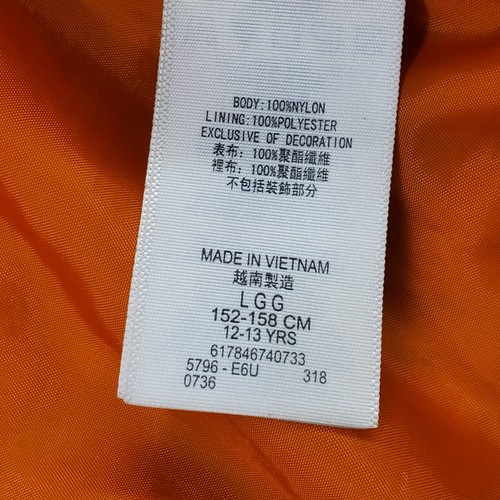 BODY:100%NYLON
LINING:100%POLYESTER
EXCLUSIVE OF DECORATION
表布: 100%聚酯纖維
裡布: 100%聚酯纖維
不包括裝飾部分
MADE IN VIETNAM
越南製造
L G G
152-158 CM
12-13 YRS
617846740733
5796 - E6U 318
0736